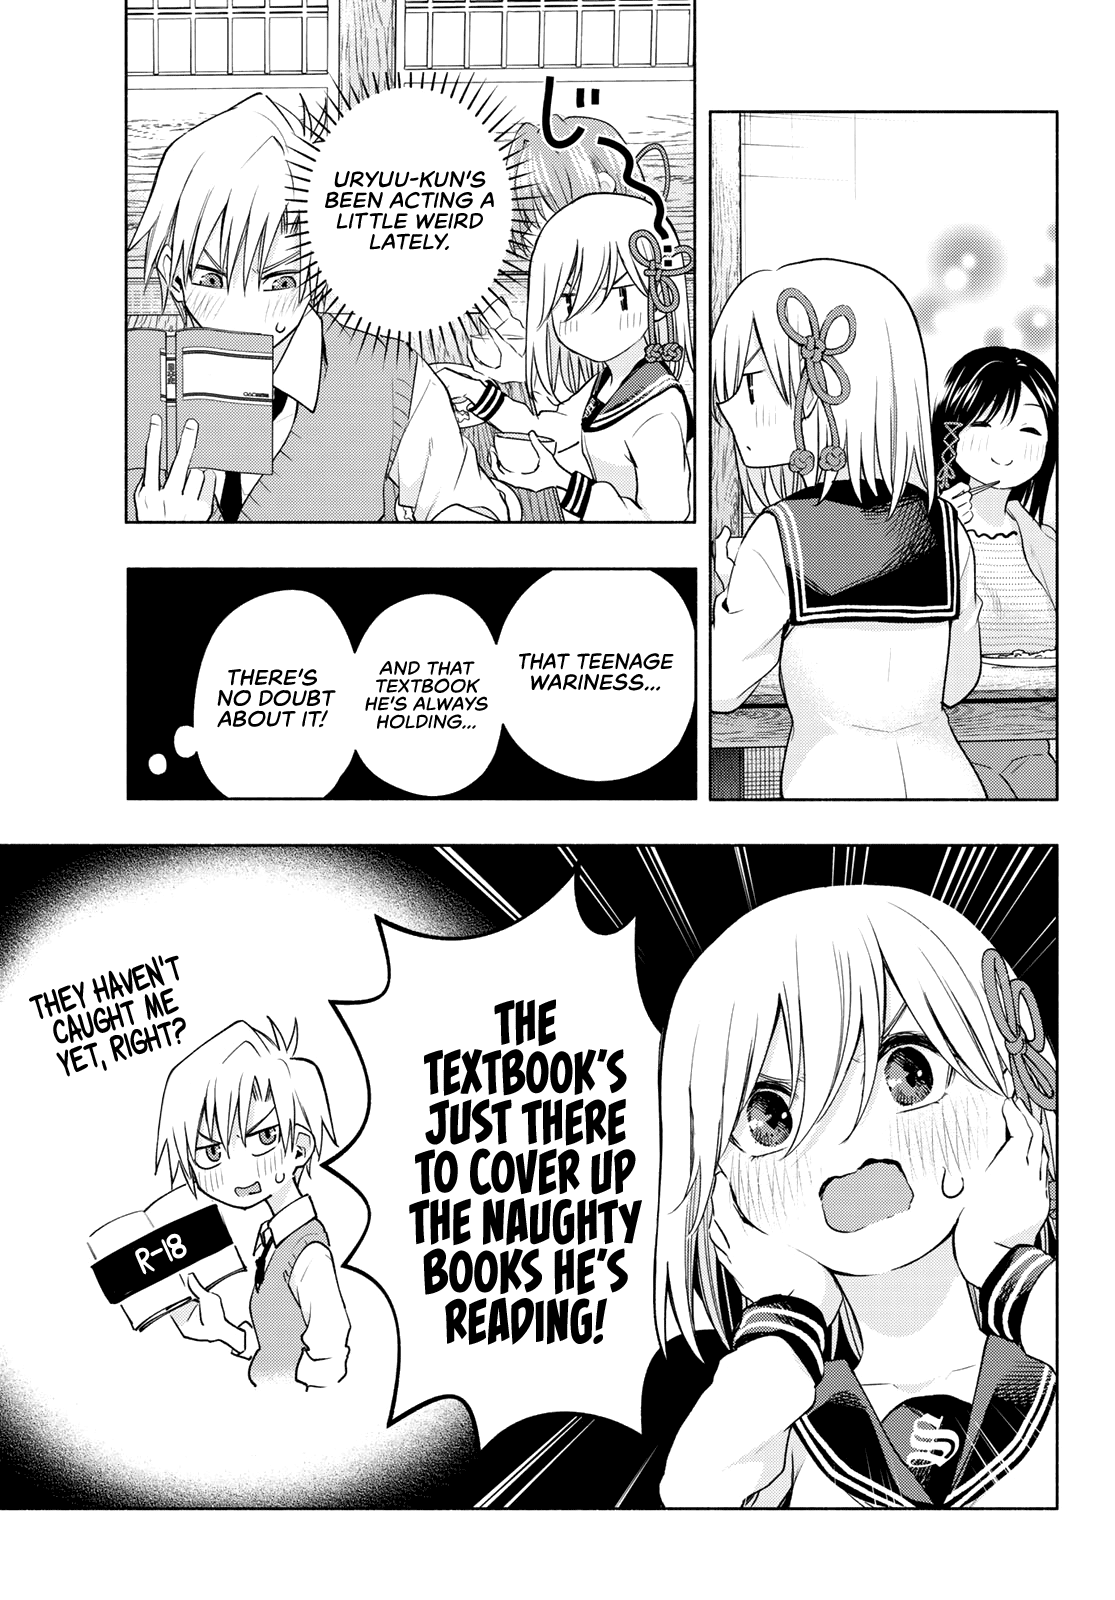 じーっ…
URYUU-KUN'S
BEEN ACTING A
LITTLE WEIRD
LATELY.
THAT TEENAGE
WARINESS...
AND THAT
TEXTBOOK
HE'S ALWAYS
HOLDING...
THERE'S
NO DOUBT
ABOUT IT!
THE
TEXTBOOK'S
JUST THERE
TO COVER UP
THE NAUGHTY
BOOKS HE'S
READING!
THEY HAVEN'T
CAUGHT ME
YET, RIGHT?
R-18